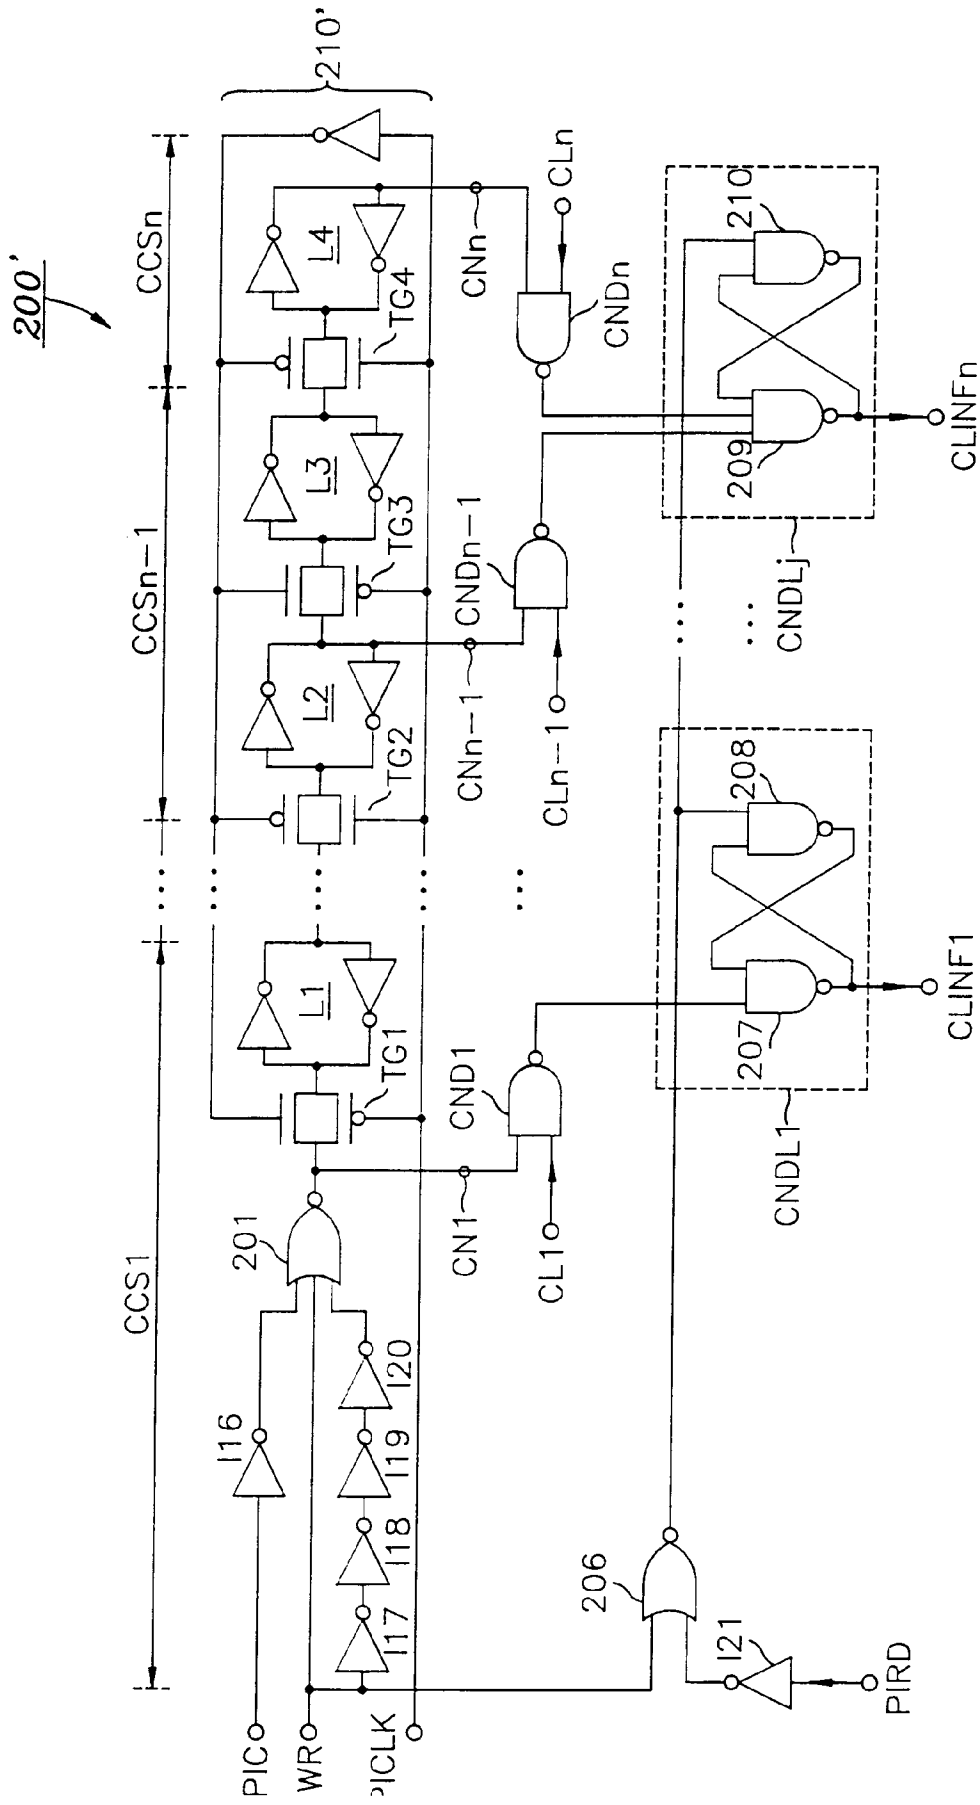 200'
CCS1
CCSn-1
CCSn
210'
PIC
WR
PICLK
I16
I17
I18
I19
I20
201
L1
TG1
TG2
L2
TG3
L3
TG4
L4
CN1
CNn-1
CNn
CL1
CND1
CLn-1
CNDn-1
CLn
CNDn
206
I21
PIRD
207
208
209
210
CNDL1
CNDLj
CLINF1
CLINFn